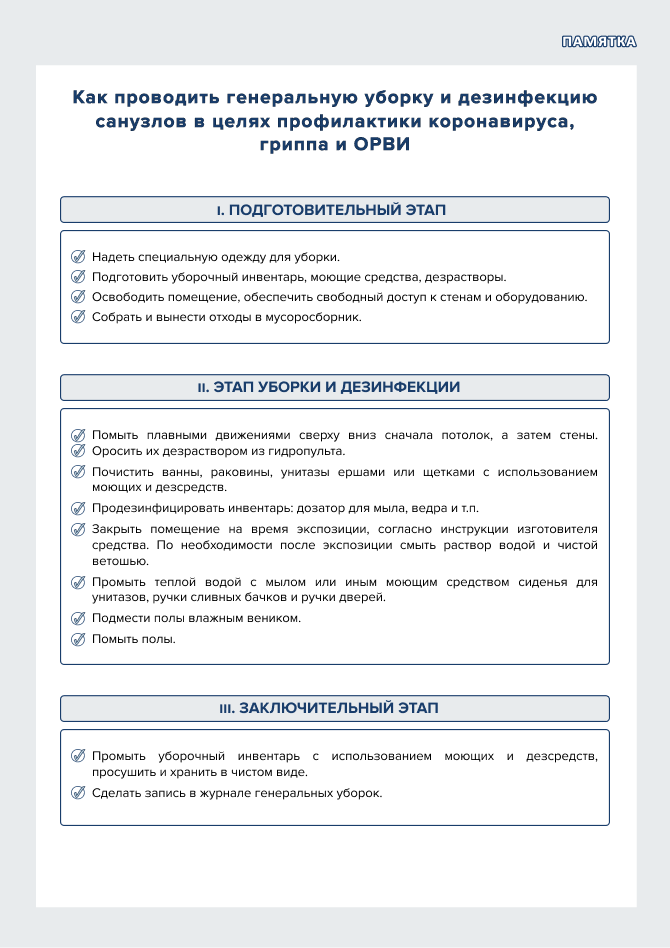 ПАМЯТКА
Как проводить генеральную уборку и дезинфекцию
санузлов в целях профилактики коронавируса,
гриппа и ОРВИ
I. ПОДГОТОВИТЕЛЬНЫЙ ЭТАП
Надеть специальную одежду для уборки.
Подготовить уборочный инвентарь, моющие средства, дезрастворы.
Освободить помещение, обеспечить свободный доступ к стенам и оборудованию.
Собрать и вынести отходы в мусоросборник.
II. ЭТАП УБОРКИ И ДЕЗИНФЕКЦИИ
Помыть плавными движениями сверху вниз сначала потолок, а затем стены.
Оросить их дезраствором из гидропульта.
Почистить ванны, раковины, унитазы ершами или щетками с использованием
моющих и дезсредств.
Продезинфицировать инвентарь: дозатор для мыла, ведра и т.п.
Закрыть помещение на время экспозиции, согласно инструкции изготовителя
средства. По необходимости после экспозиции смыть раствор водой и чистой
ветошью.
Промыть теплой водой с мылом или иным моющим средством сиденья для
унитазов, ручки сливных бачков и ручки дверей.
Подмести полы влажным веником.
Помыть полы.
III. ЗАКЛЮЧИТЕЛЬНЫЙ ЭТАП
Промыть уборочный инвентарь с использованием моющих и дезсредств,
просушить и хранить в чистом виде.
Сделать запись в журнале генеральных уборок.